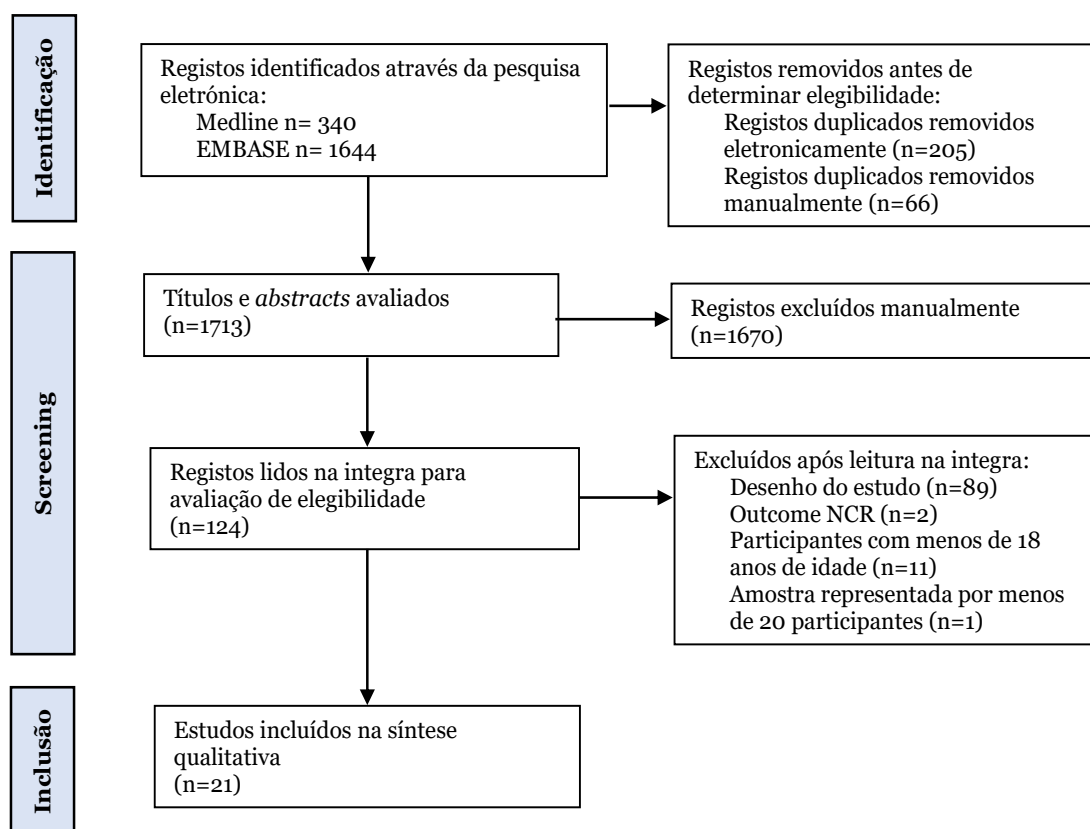 Identificação
Registos identificados através da pesquisa
eletrónica:
Medline n= 340
EMBASE n= 1644
Registos removidos antes de
determinar elegibilidade:
Registos duplicados removidos
eletronicamente (n=205)
Registos duplicados removidos
manualmente (n=66)
Screening
Títulos e abstracts avaliados
(n=1713)
Registos excluídos manualmente
(n=1670)
Registos lidos na integra para
avaliação de elegibilidade
(n=124)
Excluídos após leitura na integra:
Desenho do estudo (n=89)
Outcome NCR (n=2)
Participantes com menos de 18
anos de idade (n=11)
Amostra representada por menos
de 20 participantes (n=1)
Inclusão
Estudos incluídos na síntese
qualitativa
(n=21)